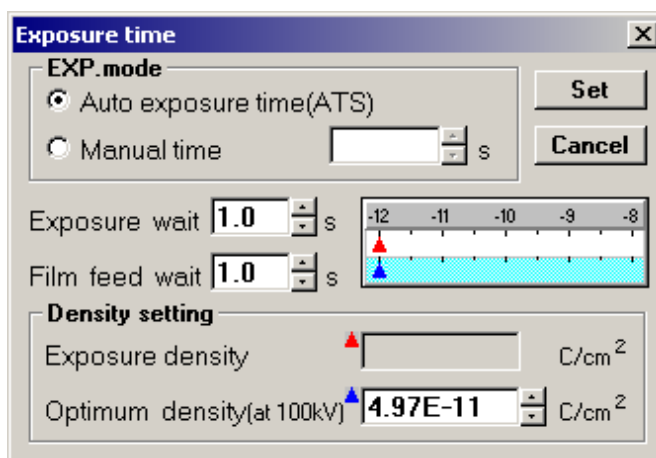 Exposure time
EXP.mode
Auto exposure time(ATS)
Manual time s
Set
Cancel
Exposure wait 1.0 s
Film feed wait 1.0 s
-12 -11 -10 -9 -8
Density setting
Exposure density C/cm²
Optimum density(at 100kV) 4.97E-11 C/cm²